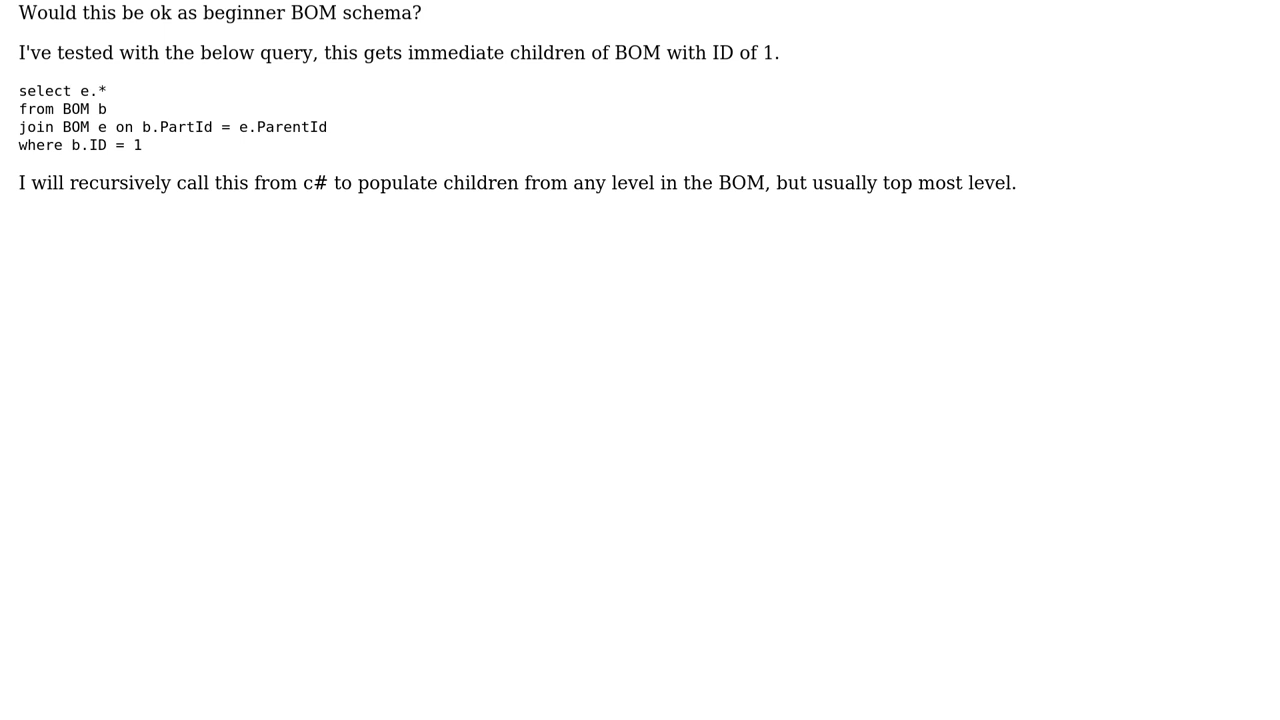 Would this be ok as beginner BOM schema?
I've tested with the below query, this gets immediate children of BOM with ID of 1.
select e.*
from BOM b
join BOM e on b.PartId = e.ParentId
where b.ID = 1
I will recursively call this from c# to populate children from any level in the BOM, but usually top most level.